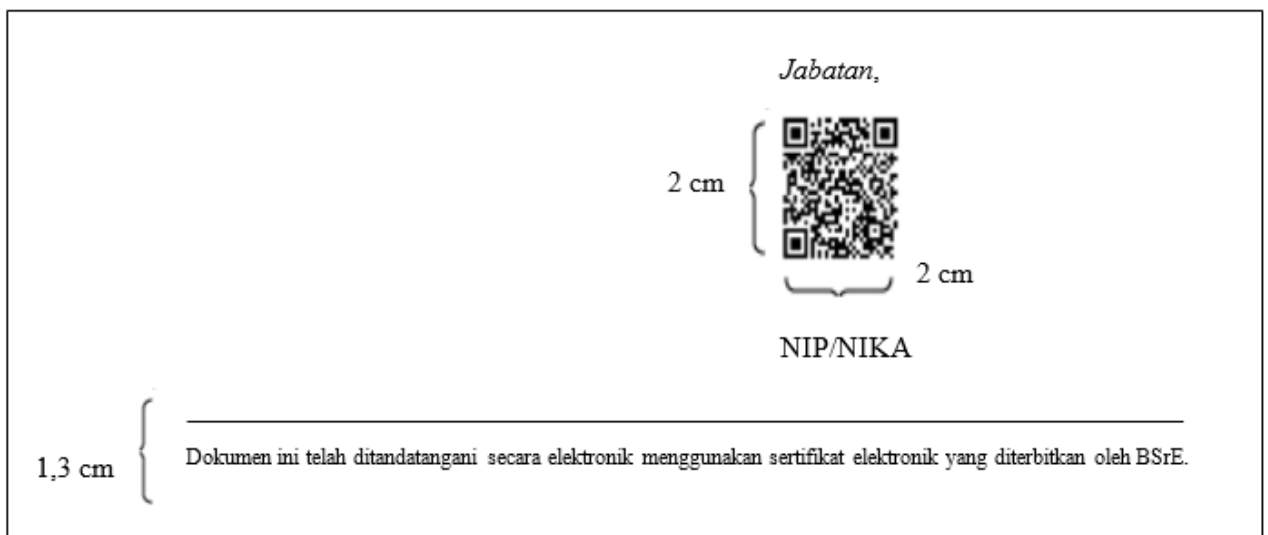 Jabatan,
2 cm
2 cm
NIP/NIKA
1,3 cm
Dokumen ini telah ditandatangani secara elektronik menggunakan sertifikat elektronik yang diterbitkan oleh BSrE.